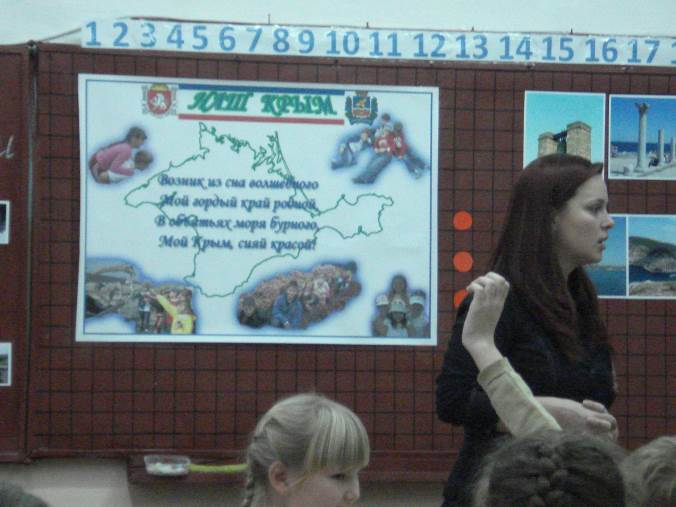 1 2 3 4 5 6 7 8 9 10 11 12 13 14 15 16 17
НАШ КРЫМ
Возник из сна волшебного
Мой гордый край родной
В объятьях моря бурного,
Мой Крым, сияй красой!